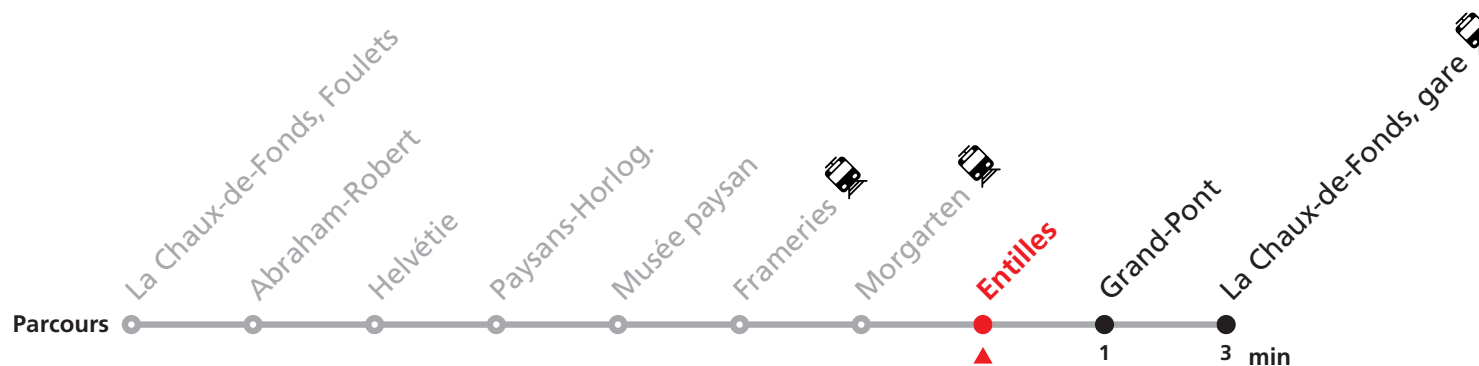 La Chaux-de-Fonds, Foulets
Abraham-Robert
Helvétie
Paysans-Horlog.
Musée paysan
Frameries
Morgarten
Entilles
Grand-Pont
La Chaux-de-Fonds, gare
Parcours
1
3 min